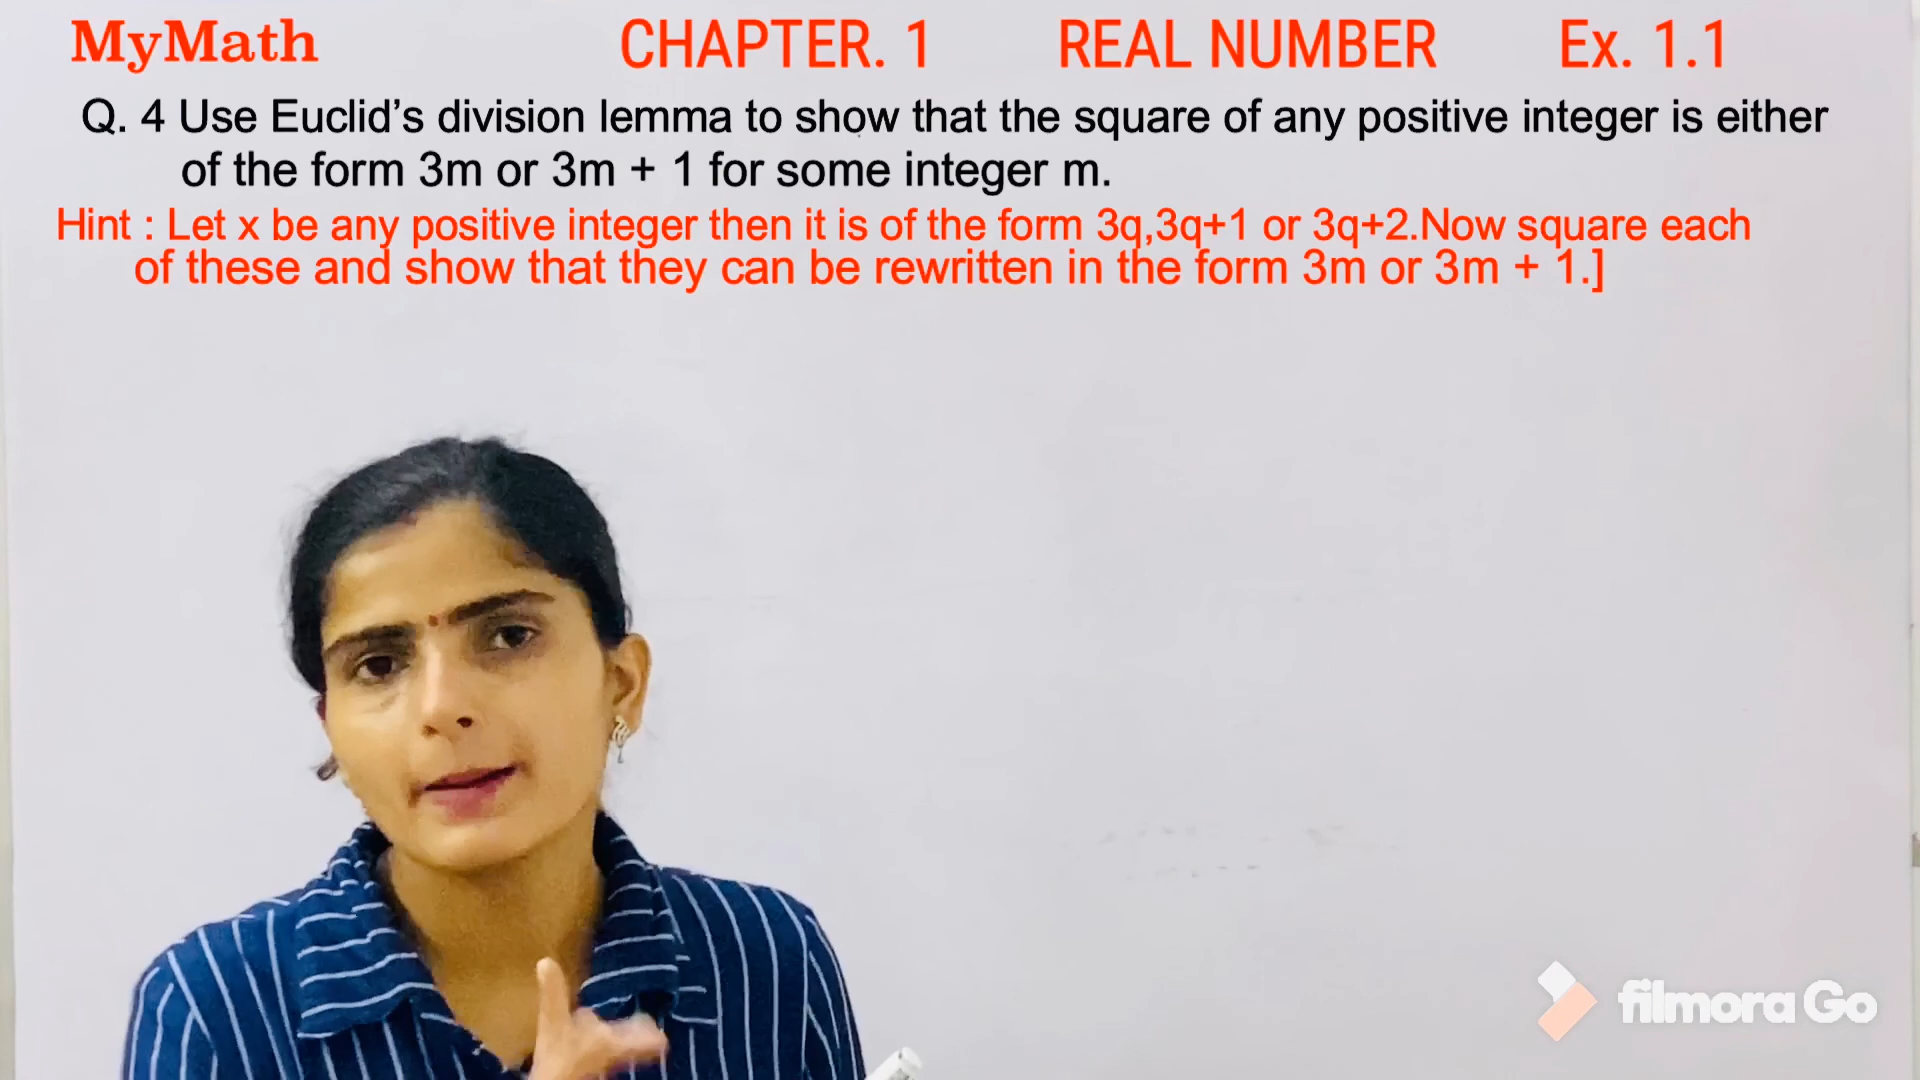 MyMath CHAPTER. 1 REAL NUMBER Ex. 1.1
Q. 4 Use Euclid’s division lemma to show that the square of any positive integer is either
of the form 3m or 3m + 1 for some integer m.
Hint : Let x be any positive integer then it is of the form 3q,3q+1 or 3q+2.Now square each
of these and show that they can be rewritten in the form 3m or 3m + 1.]
filmora Go